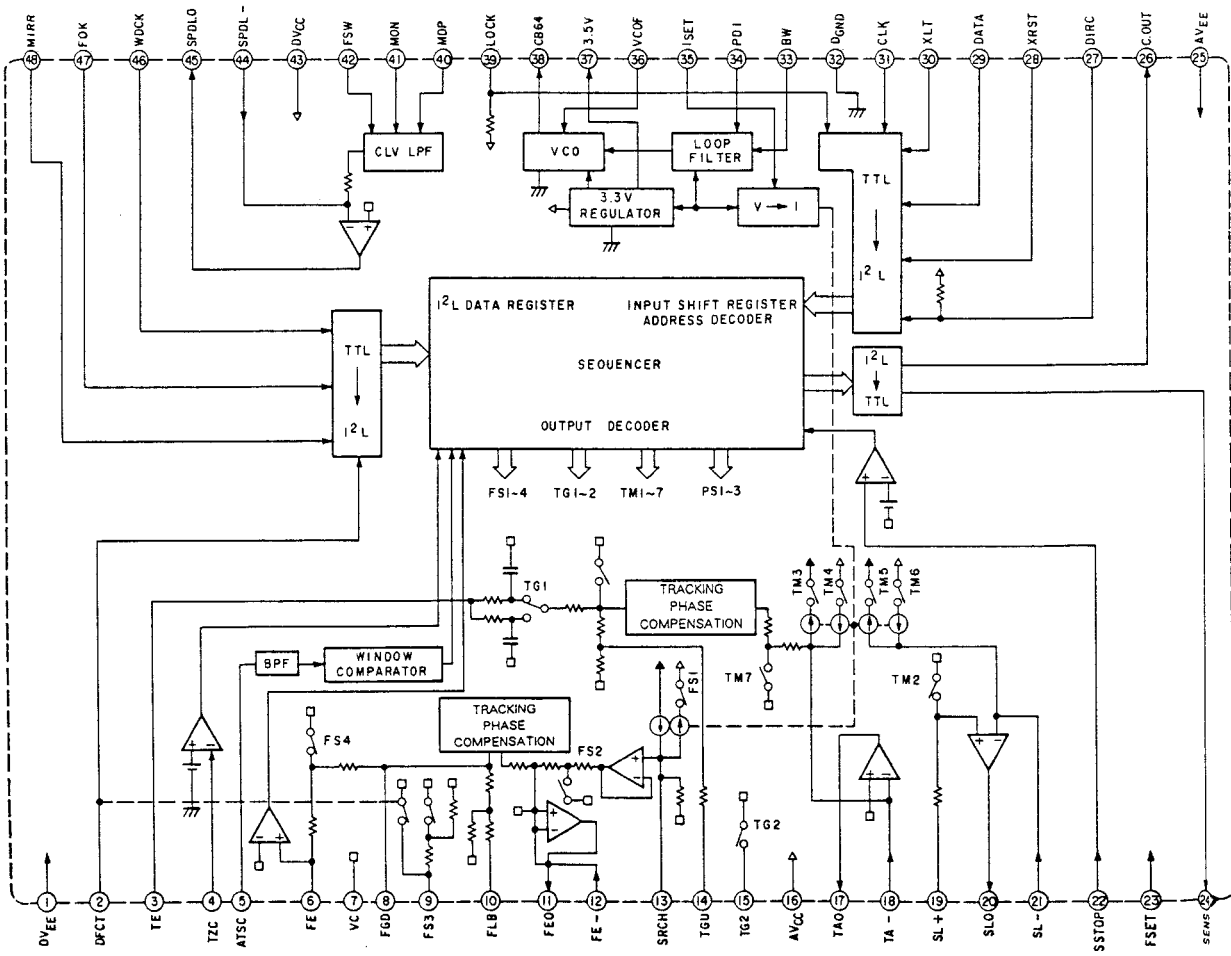 MIRR
FOK
WDCK
SPDLO
SPDL-
DVCC
FSW
MON
MDP
LOCK
CB64
3.5V
VCOF
ISET
PDI
BW
DGND
CLK
XLT
DATA
XRST
DIRC
C.OUT
AVEE
48
47
46
45
44
43
42
41
40
39
38
37
36
35
34
33
32
31
30
29
28
27
26
25
CLV LPF
VCO
LOOP
FILTER
3.3V
REGULATOR
V → I
TTL
I²L
I²L DATA REGISTER
INPUT SHIFT REGISTER
ADDRESS DECODER
SEQUENCER
OUTPUT DECODER
TTL
I²L
I²L
TTL
FS1~4
TG1~2
TM1~7
PS1~3
TG1
TRACKING
PHASE
COMPENSATION
TM3
TM4
TM5
TM6
BPF
WINDOW
COMPARATOR
TM7
TM2
FS1
TRACKING
PHASE
COMPENSATION
FS4
FS2
TG2
1
2
3
4
5
6
7
8
9
10
11
12
13
14
15
16
17
18
19
20
21
22
23
24
DVEE
DFCT
TE
TZC
ATSC
FE
VC
FGD
FS3
FLB
FEO
FE-
SRCH
TGU
TG2
AVCC
TAO
TA-
SL+
SLO
SL-
SSTOP
FSET
SENS